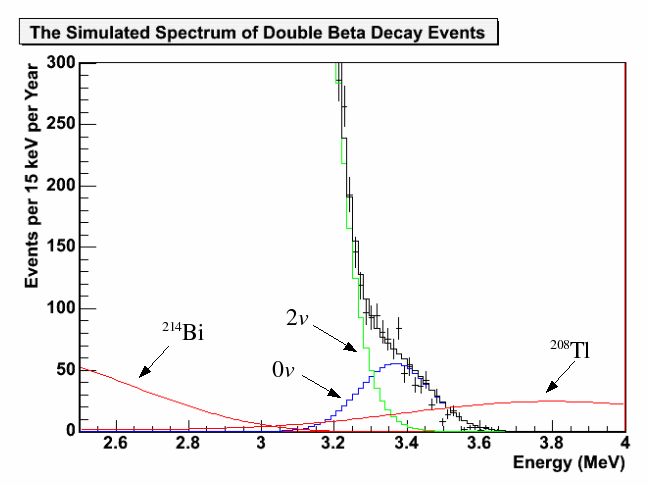 The Simulated Spectrum of Double Beta Decay Events
Events per 15 keV per Year
300
250
200
150
100
50
0
²¹⁴Bi
2ν
0ν
²⁰⁸Tl
2.6
2.8
3
3.2
3.4
3.6
3.8
4
Energy (MeV)